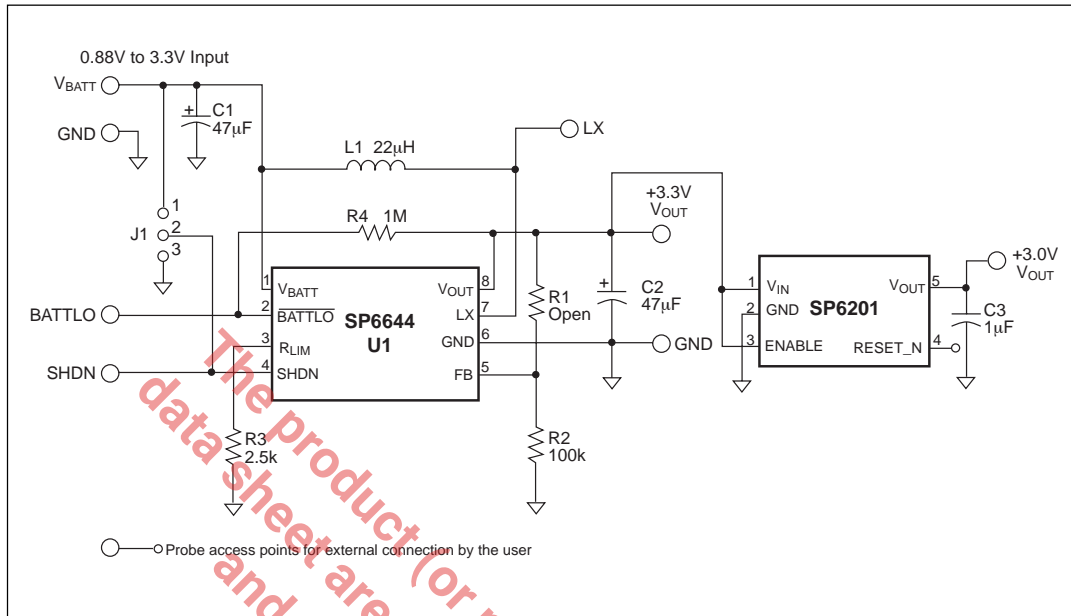 0.88V to 3.3V Input
VBATT
C1
+
47µF
GND
LX
L1 22µH
+3.3V
VOUT
R4 1M
1
J1 2
3
+3.0V
VOUT
1 VBATT
VOUT 8
R1
Open
+
C2
47µF
1 VIN
VOUT 5
BATTLO
2 BATTLO
SP6644
U1
LX 7
2 GND
SP6201
C3
1µF
3 RLIM
GND 6
GND
3 ENABLE
RESET_N 4
SHDN
4 SHDN
FB 5
R3
2.5k
R2
100k
Probe access points for external connection by the user
The product (or
data sheet are
and